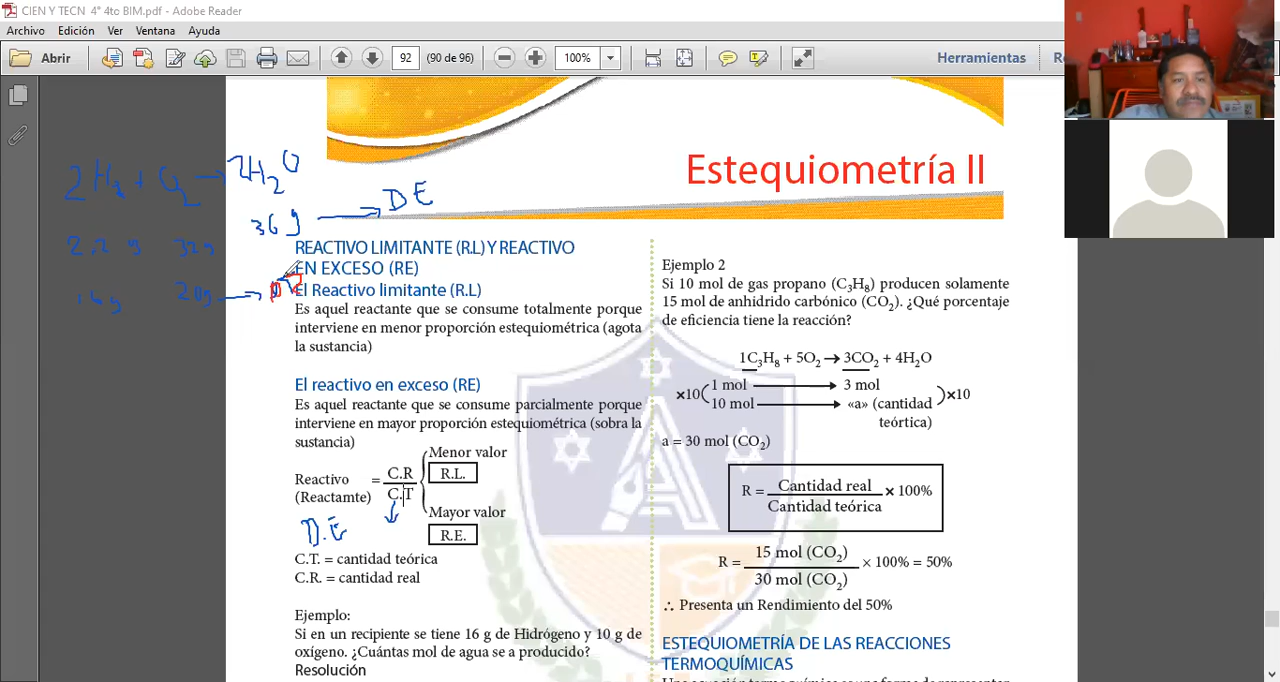 CIEN Y TECN 4° 4to BIM.pdf - Adobe Reader
Archivo Edición Ver Ventana Ayuda
Abrir 92 (90 de 96) 100% Herramientas
Estequiometría II
2H2 + O2 → 2H2O
36g → DE
2.2 g 32g
16g 20g →
REACTIVO LIMITANTE (R.L) Y REACTIVO
EN EXCESO (RE)
El Reactivo limitante (R.L)
Es aquel reactante que se consume totalmente porque
interviene en menor proporción estequiométrica (agota
la sustancia)
El reactivo en exceso (RE)
Es aquel reactante que se consume parcialmente porque
interviene en mayor proporción estequiométrica (sobra la
sustancia)
Reactivo
(Reactamte) = C.R / C.T
Menor valor
R.L.
Mayor valor
R.E.
D.E
C.T. = cantidad teórica
C.R. = cantidad real
Ejemplo:
Si en un recipiente se tiene 16 g de Hidrógeno y 10 g de
oxígeno. ¿Cuántas mol de agua se a producido?
Resolución
Ejemplo 2
Si 10 mol de gas propano (C3H8) producen solamente
15 mol de anhidrido carbónico (CO2). ¿Qué porcentaje
de eficiencia tiene la reacción?
1C3H8 + 5O2 → 3CO2 + 4H2O
×10 ( 1 mol → 3 mol
10 mol → «a» (cantidad ) ×10
teórtica)
a = 30 mol (CO2)
R = Cantidad real / Cantidad teórica × 100%
R = 15 mol (CO2) / 30 mol (CO2) × 100% = 50%
∴ Presenta un Rendimiento del 50%
ESTEQUIOMETRÍA DE LAS REACCIONES
TERMOQUÍMICAS